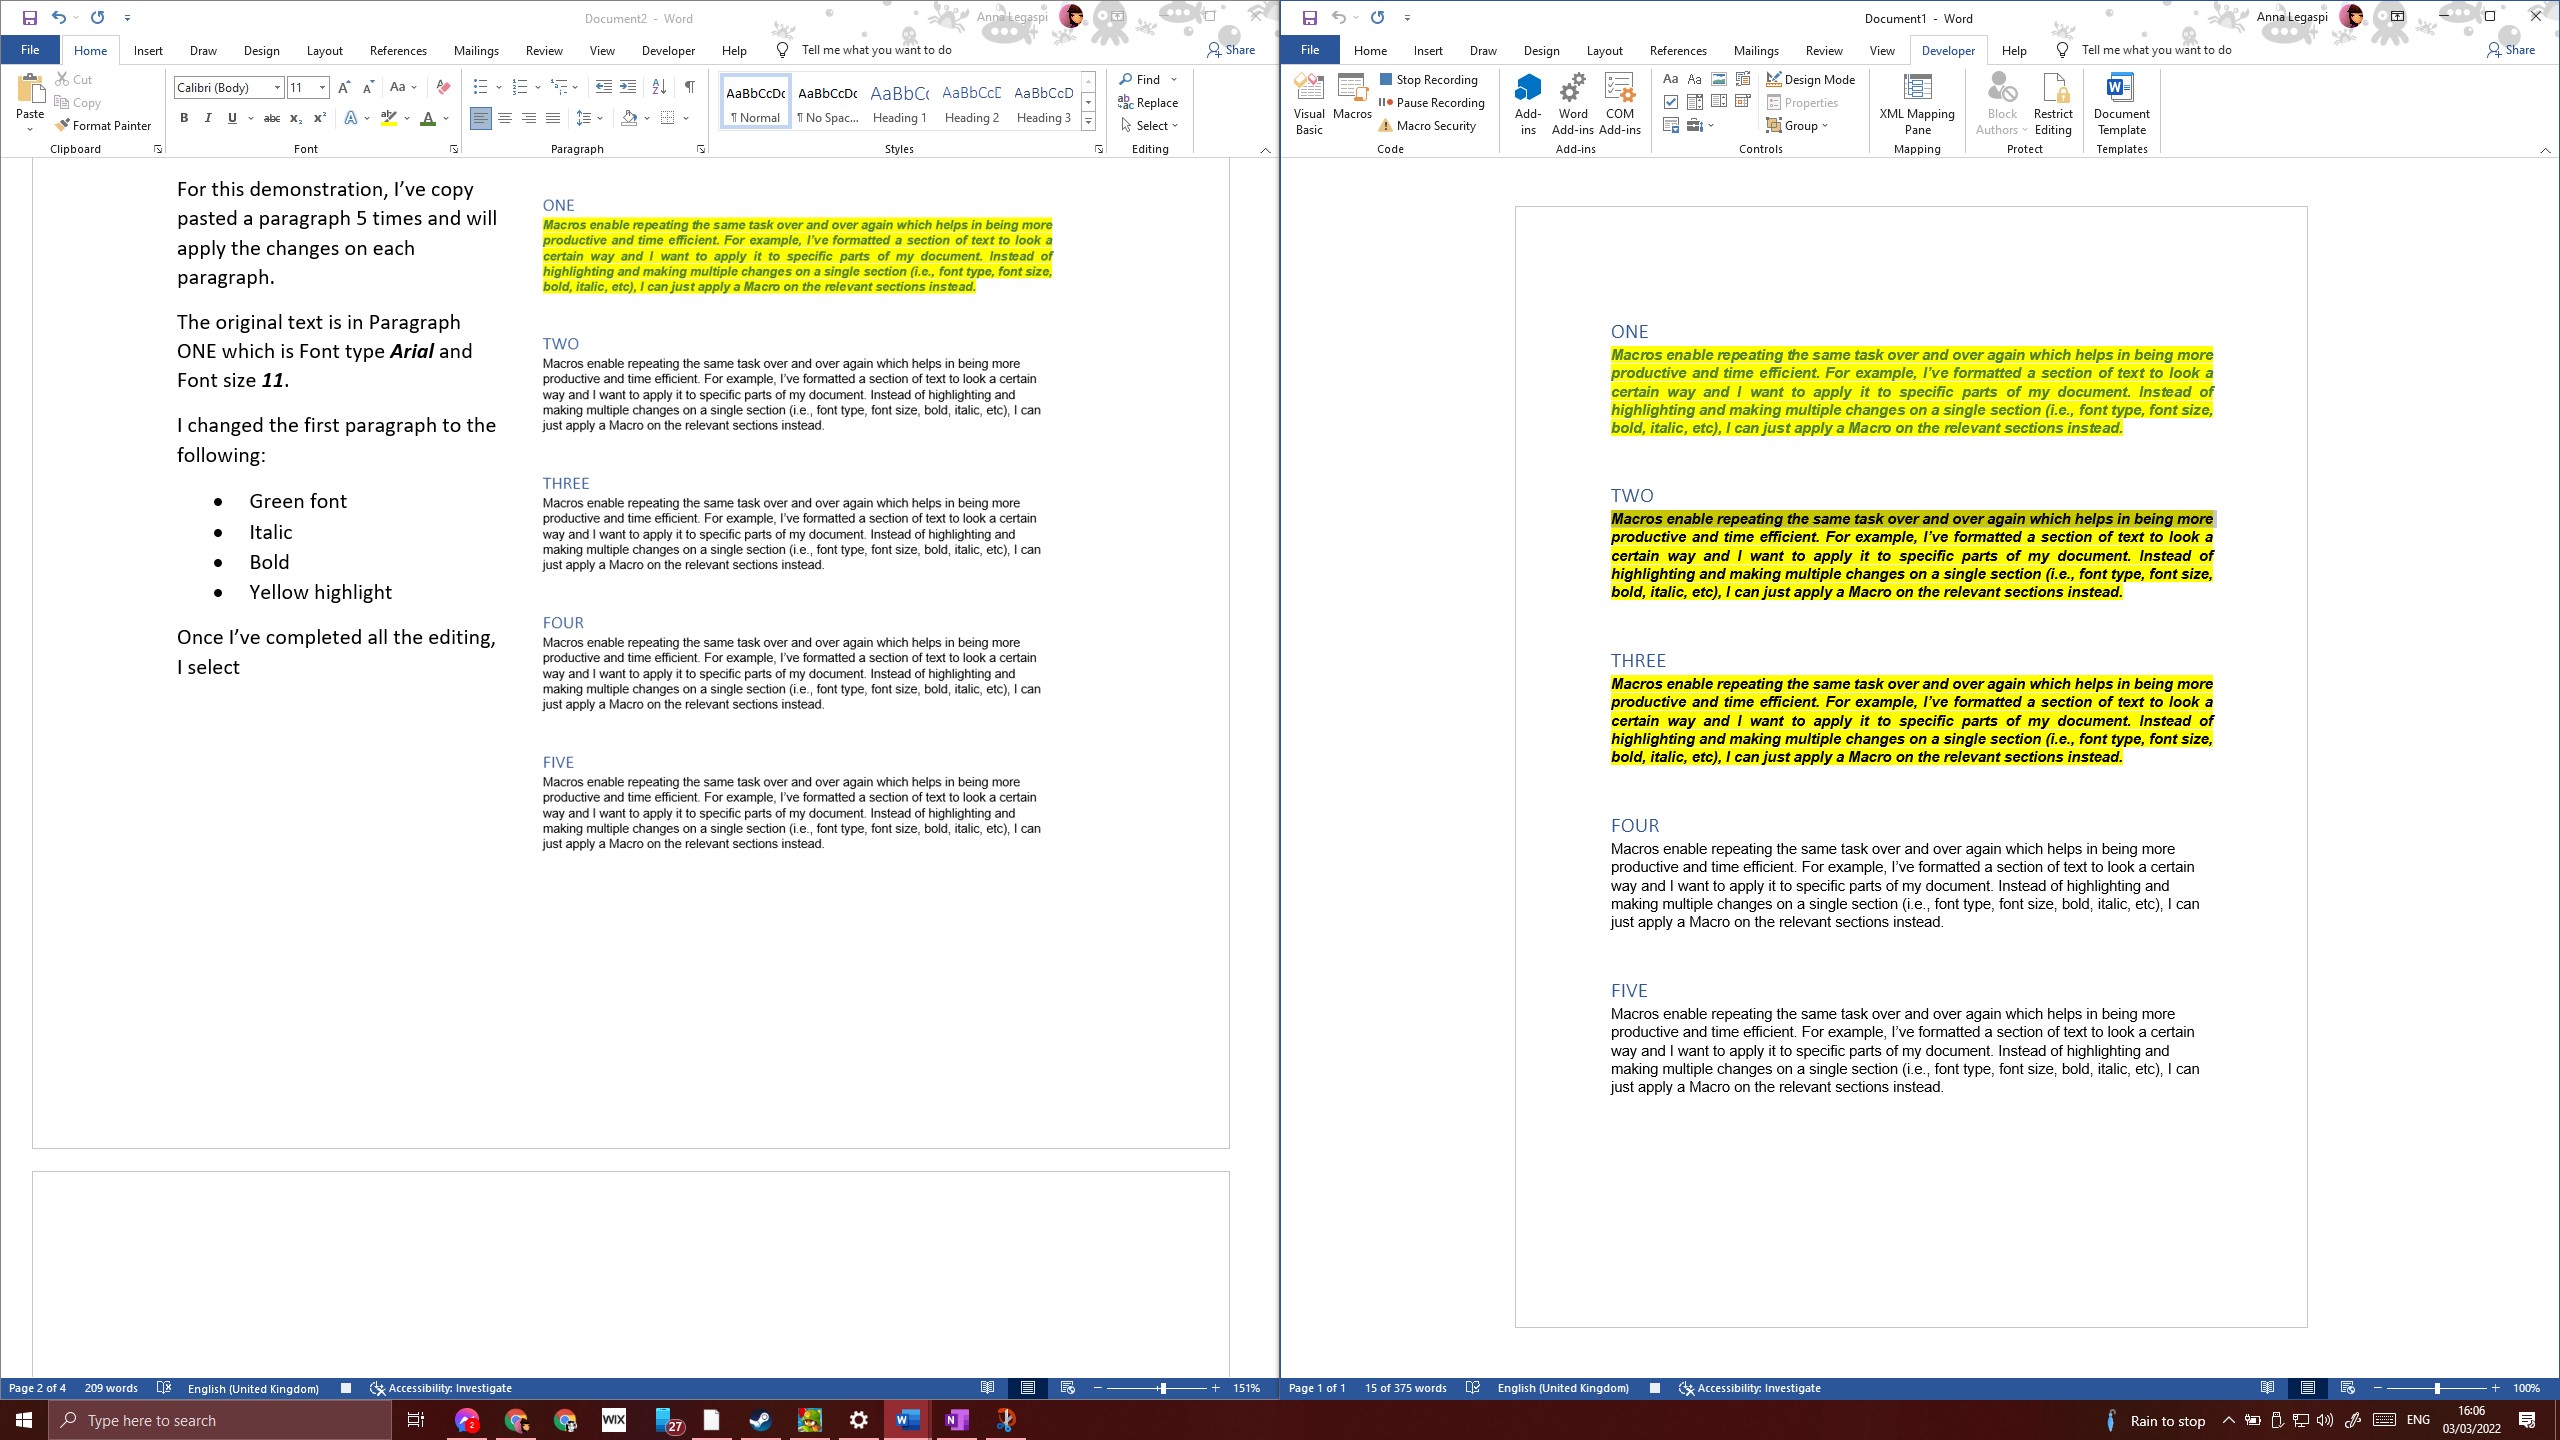 Document2 - Word
Anna Legaspi
File Home Insert Draw Design Layout References Mailings Review View Developer Help Tell me what you want to do Share
Paste
Cut
Copy
Format Painter
Clipboard
Calibri (Body) 11
Font
Paragraph
AaBbCcDc AaBbCcDc AaBbCc AaBbCcD AaBbCcD
¶ Normal ¶ No Spac... Heading 1 Heading 2 Heading 3
Styles
Find
Replace
Select
Editing
For this demonstration, I've copy
pasted a paragraph 5 times and will
apply the changes on each
paragraph.
The original text is in Paragraph
ONE which is Font type Arial and
Font size 11.
I changed the first paragraph to the
following:
• Green font
• Italic
• Bold
• Yellow highlight
Once I've completed all the editing,
I select
ONE
Macros enable repeating the same task over and over again which helps in being more
productive and time efficient. For example, I've formatted a section of text to look a
certain way and I want to apply it to specific parts of my document. Instead of
highlighting and making multiple changes on a single section (i.e., font type, font size,
bold, italic, etc), I can just apply a Macro on the relevant sections instead.
TWO
Macros enable repeating the same task over and over again which helps in being more
productive and time efficient. For example, I've formatted a section of text to look a certain
way and I want to apply it to specific parts of my document. Instead of highlighting and
making multiple changes on a single section (i.e., font type, font size, bold, italic, etc), I can
just apply a Macro on the relevant sections instead.
THREE
Macros enable repeating the same task over and over again which helps in being more
productive and time efficient. For example, I've formatted a section of text to look a certain
way and I want to apply it to specific parts of my document. Instead of highlighting and
making multiple changes on a single section (i.e., font type, font size, bold, italic, etc), I can
just apply a Macro on the relevant sections instead.
FOUR
Macros enable repeating the same task over and over again which helps in being more
productive and time efficient. For example, I've formatted a section of text to look a certain
way and I want to apply it to specific parts of my document. Instead of highlighting and
making multiple changes on a single section (i.e., font type, font size, bold, italic, etc), I can
just apply a Macro on the relevant sections instead.
FIVE
Macros enable repeating the same task over and over again which helps in being more
productive and time efficient. For example, I've formatted a section of text to look a certain
way and I want to apply it to specific parts of my document. Instead of highlighting and
making multiple changes on a single section (i.e., font type, font size, bold, italic, etc), I can
just apply a Macro on the relevant sections instead.
Page 2 of 4 209 words English (United Kingdom) Accessibility: Investigate 151%
Document1 - Word
Anna Legaspi
File Home Insert Draw Design Layout References Mailings Review View Developer Help Tell me what you want to do Share
Visual Basic
Macros
Stop Recording
Pause Recording
Macro Security
Code
Add-ins
Word Add-ins
COM Add-ins
Add-ins
Design Mode
Properties
Group
Controls
XML Mapping Pane
Mapping
Block Authors
Restrict Editing
Protect
Document Template
Templates
ONE
Macros enable repeating the same task over and over again which helps in being more
productive and time efficient. For example, I've formatted a section of text to look a
certain way and I want to apply it to specific parts of my document. Instead of
highlighting and making multiple changes on a single section (i.e., font type, font size,
bold, italic, etc), I can just apply a Macro on the relevant sections instead.
TWO
Macros enable repeating the same task over and over again which helps in being more
productive and time efficient. For example, I've formatted a section of text to look a
certain way and I want to apply it to specific parts of my document. Instead of
highlighting and making multiple changes on a single section (i.e., font type, font size,
bold, italic, etc), I can just apply a Macro on the relevant sections instead.
THREE
Macros enable repeating the same task over and over again which helps in being more
productive and time efficient. For example, I've formatted a section of text to look a
certain way and I want to apply it to specific parts of my document. Instead of
highlighting and making multiple changes on a single section (i.e., font type, font size,
bold, italic, etc), I can just apply a Macro on the relevant sections instead.
FOUR
Macros enable repeating the same task over and over again which helps in being more
productive and time efficient. For example, I've formatted a section of text to look a certain
way and I want to apply it to specific parts of my document. Instead of highlighting and
making multiple changes on a single section (i.e., font type, font size, bold, italic, etc), I can
just apply a Macro on the relevant sections instead.
FIVE
Macros enable repeating the same task over and over again which helps in being more
productive and time efficient. For example, I've formatted a section of text to look a certain
way and I want to apply it to specific parts of my document. Instead of highlighting and
making multiple changes on a single section (i.e., font type, font size, bold, italic, etc), I can
just apply a Macro on the relevant sections instead.
Page 1 of 1 15 of 375 words English (United Kingdom) Accessibility: Investigate 100%
Type here to search 2 WIX 27 Rain to stop ENG 16:06
03/03/2022